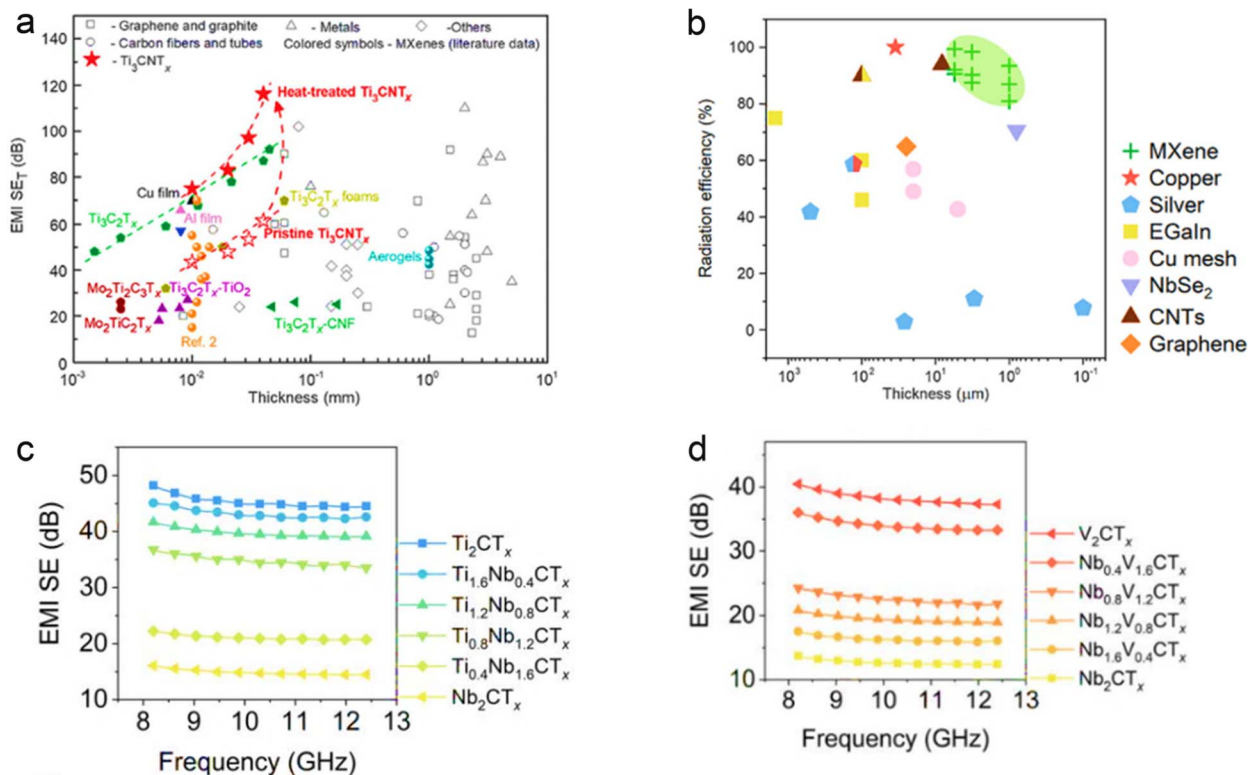 a
- Graphene and graphite
- Metals
- Others
- Carbon fibers and tubes
Colored symbols - MXenes (literature data)
- Ti₃CNTₓ
EMI SE_T (dB)
140
120
100
80
60
40
20
0
Heat-treated Ti₃CNTₓ
Cu film
Ti₃C₂Tₓ
Al film
Ti₃C₂Tₓ foams
Pristine Ti₃CNTₓ
Aerogels
Mo₂Ti₂C₃Tₓ
Ti₃C₂Tₓ-TiO₂
Mo₂TiC₂Tₓ
Ti₃C₂Tₓ-CNF
Ref. 2
10⁻³
10⁻²
10⁻¹
10⁰
10¹
Thickness (mm)
b
Radiation efficiency (%)
100
80
60
40
20
0
10³
10²
10¹
10⁰
10⁻¹
Thickness (μm)
MXene
Copper
Silver
EGaIn
Cu mesh
NbSe₂
CNTs
Graphene
c
EMI SE (dB)
50
40
30
20
10
8 9 10 11 12 13
Frequency (GHz)
Ti₂CTₓ
Ti₁.₆Nb₀.₄CTₓ
Ti₁.₂Nb₀.₈CTₓ
Ti₀.₈Nb₁.₂CTₓ
Ti₀.₄Nb₁.₆CTₓ
Nb₂CTₓ
d
EMI SE (dB)
40
30
20
10
8 9 10 11 12 13
Frequency (GHz)
V₂CTₓ
Nb₀.₄V₁.₆CTₓ
Nb₀.₈V₁.₂CTₓ
Nb₁.₂V₀.₈CTₓ
Nb₁.₆V₀.₄CTₓ
Nb₂CTₓ